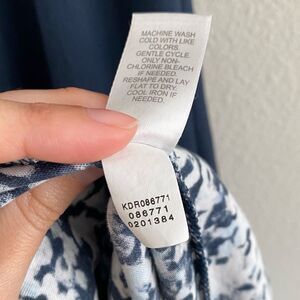 MACHINE WASH
COLD WITH LIKE
COLORS.
GENTLE CYCLE.
ONLY NON-
CHLORINE BLEACH
IF NEEDED.
RESHAPE AND LAY
FLAT TO DRY.
COOL IRON IF
NEEDED.
KDR086771
086771
0201384